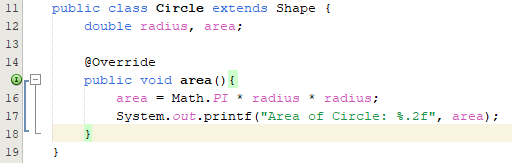 11 public class Circle extends Shape {
12     double radius, area;
13
14     @Override
       public void area(){
16         area = Math.PI * radius * radius;
17         System.out.printf("Area of Circle: %.2f", area);
18     }
19 }